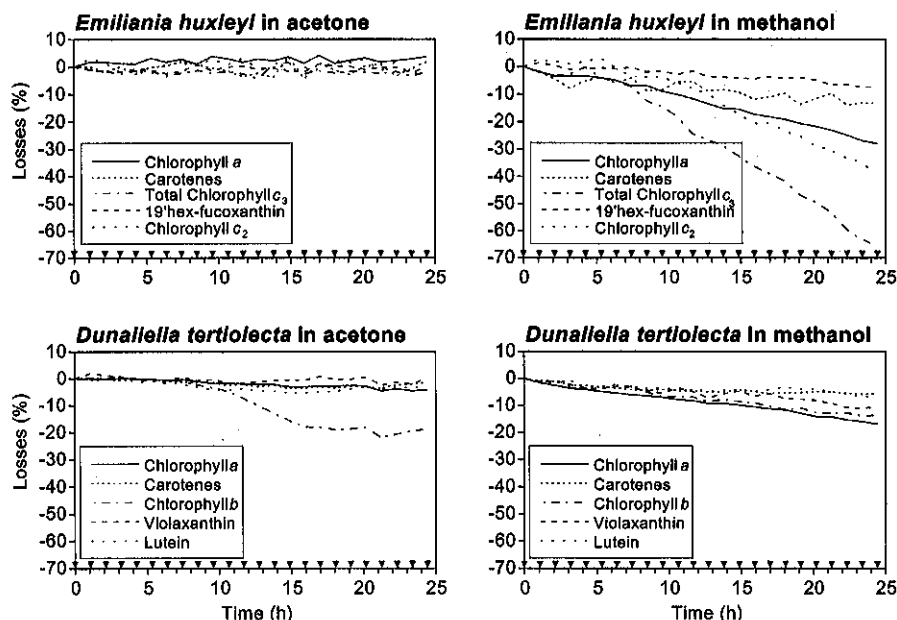 Emiliania huxleyi in acetone
10
0
-10
-20
-30
-40
-50
-60
-70
Losses (%)
Chlorophyll a
Carotenes
Total Chlorophyll c3
19'hex-fucoxanthin
Chlorophyll c2
0 5 10 15 20 25
Emiliania huxleyi in methanol
10
0
-10
-20
-30
-40
-50
-60
-70
Chlorophyll a
Carotenes
Total Chlorophyll c3
19'hex-fucoxanthin
Chlorophyll c2
0 5 10 15 20 25
Dunaliella tertiolecta in acetone
10
0
-10
-20
-30
-40
-50
-60
-70
Losses (%)
Chlorophyll a
Carotenes
Chlorophyll b
Violaxanthin
Lutein
0 5 10 15 20 25
Time (h)
Dunaliella tertiolecta in methanol
10
0
-10
-20
-30
-40
-50
-60
-70
Chlorophyll a
Carotenes
Chlorophyll b
Violaxanthin
Lutein
0 5 10 15 20 25
Time (h)